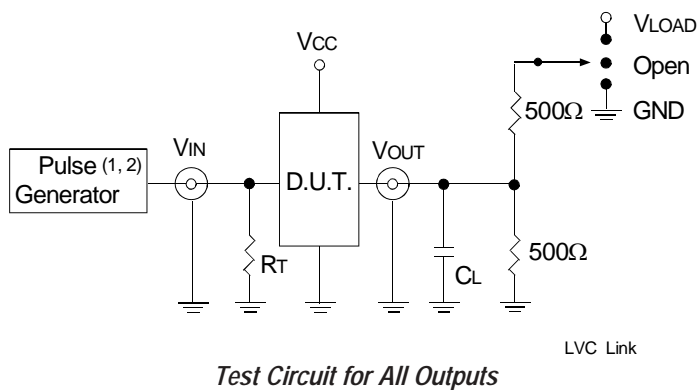 VLOAD
VCC
Open
500Ω
GND
VIN
VOUT
Pulse (1, 2)
Generator
D.U.T.
RT
CL
500Ω
LVC Link
Test Circuit for All Outputs